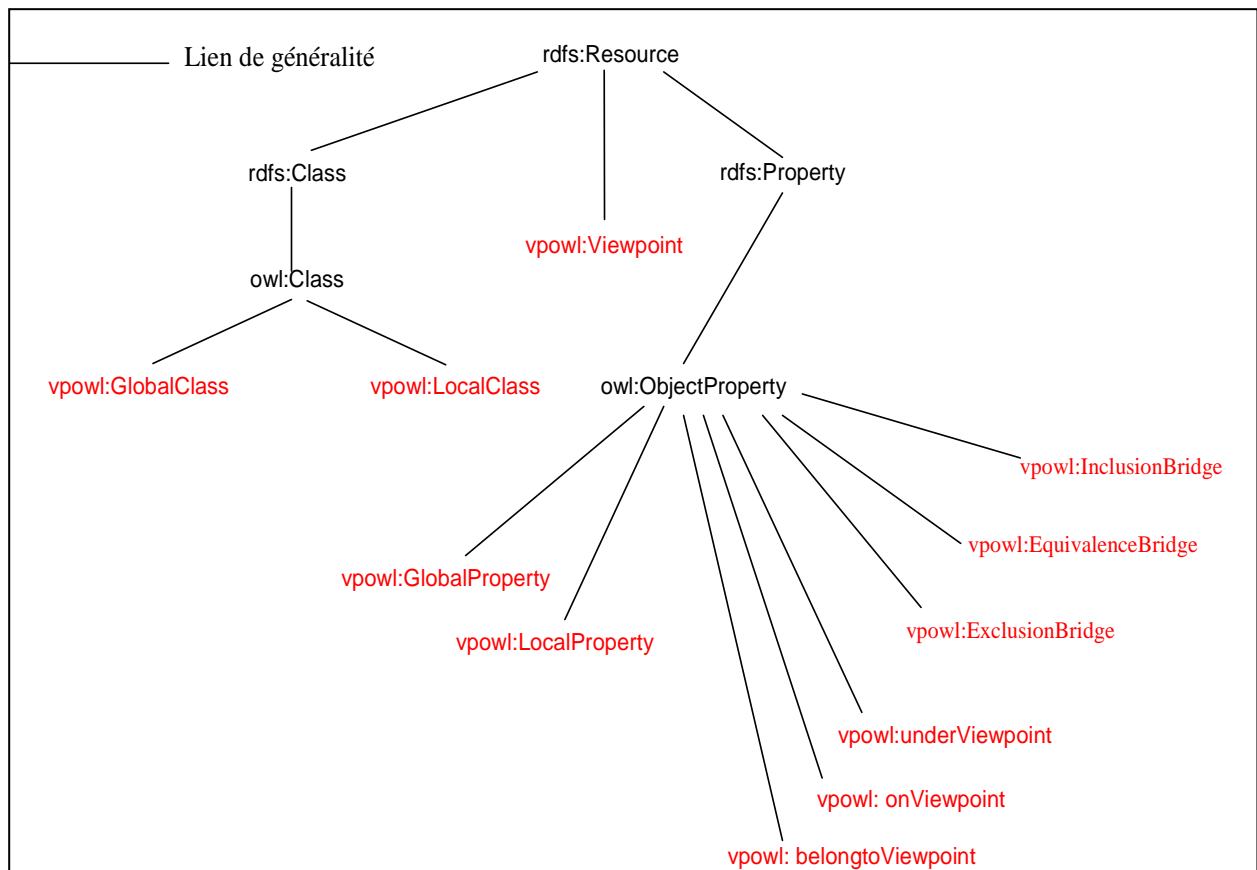 Lien de généralité
rdfs:Resource
rdfs:Class
rdfs:Property
vpowl:Viewpoint
owl:Class
vpowl:GlobalClass
vpowl:LocalClass
owl:ObjectProperty
vpowl:InclusionBridge
vpowl:EquivalenceBridge
vpowl:GlobalProperty
vpowl:ExclusionBridge
vpowl:LocalProperty
vpowl:underViewpoint
vpowl: onViewpoint
vpowl: belongtoViewpoint